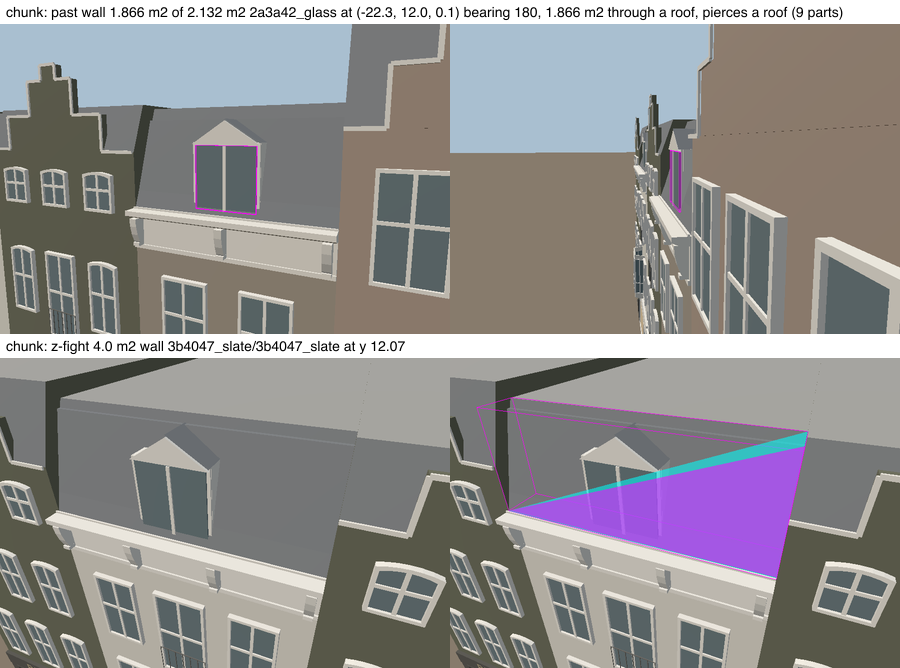 chunk: past wall 1.866 m2 of 2.132 m2 2a3a42_glass at (-22.3, 12.0, 0.1) bearing 180, 1.866 m2 through a roof, pierces a roof (9 parts)
chunk: z-fight 4.0 m2 wall 3b4047_slate/3b4047_slate at y 12.07